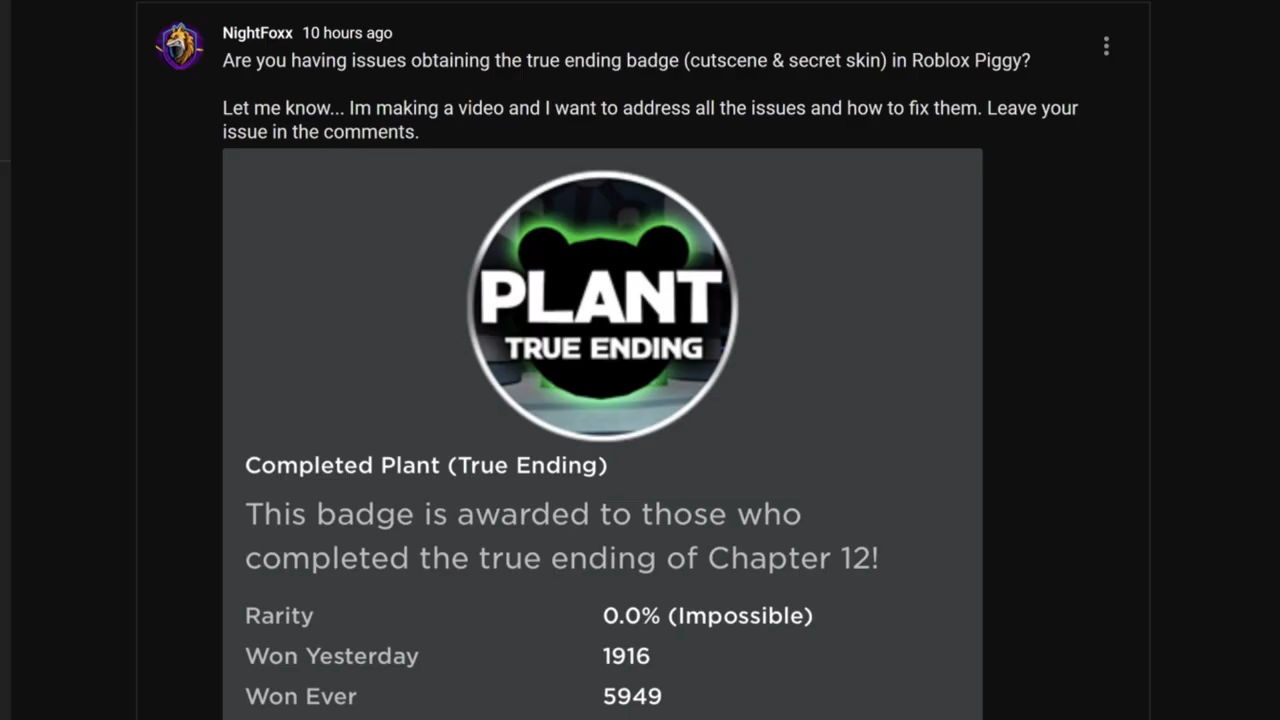 NightFoxx 10 hours ago
Are you having issues obtaining the true ending badge (cutscene & secret skin) in Roblox Piggy?
Let me know... Im making a video and I want to address all the issues and how to fix them. Leave your
issue in the comments.
PLANT
TRUE ENDING
Completed Plant (True Ending)
This badge is awarded to those who
completed the true ending of Chapter 12!
Rarity 0.0% (Impossible)
Won Yesterday 1916
Won Ever 5949